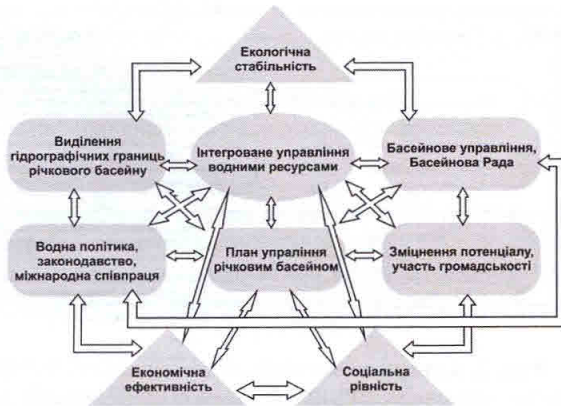 Екологічна
стабільність
Виділення
гідрографічних границь
річкового басейну
Інтегроване управління
водними ресурсами
Басейнове управління,
Басейнова Рада
Водна політика,
законодавство,
міжнародна співпраця
План упраління
річковим басейном
Зміцнення потенціалу,
участь громадськості
Економічна
ефективність
Соціальна
рівність